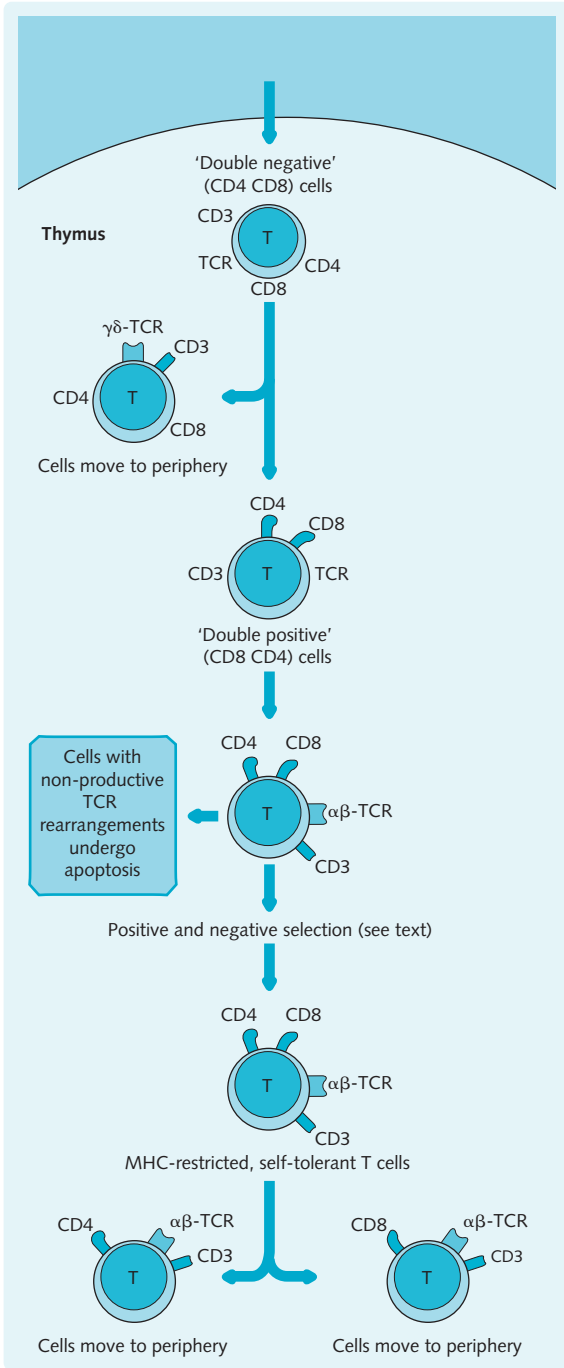 'Double negative'
(CD4 CD8) cells
Thymus
CD3
T
TCR
CD4
CD8
γδ-TCR
CD3
CD4
T
CD8
Cells move to periphery
CD4
CD8
CD3
T
TCR
'Double positive'
(CD8 CD4) cells
Cells with
non-productive
TCR
rearrangements
undergo
apoptosis
CD4
CD8
T
αβ-TCR
CD3
Positive and negative selection (see text)
CD4
CD8
T
αβ-TCR
CD3
MHC-restricted, self-tolerant T cells
CD4
αβ-TCR
CD3
T
Cells move to periphery
CD8
αβ-TCR
CD3
T
Cells move to periphery